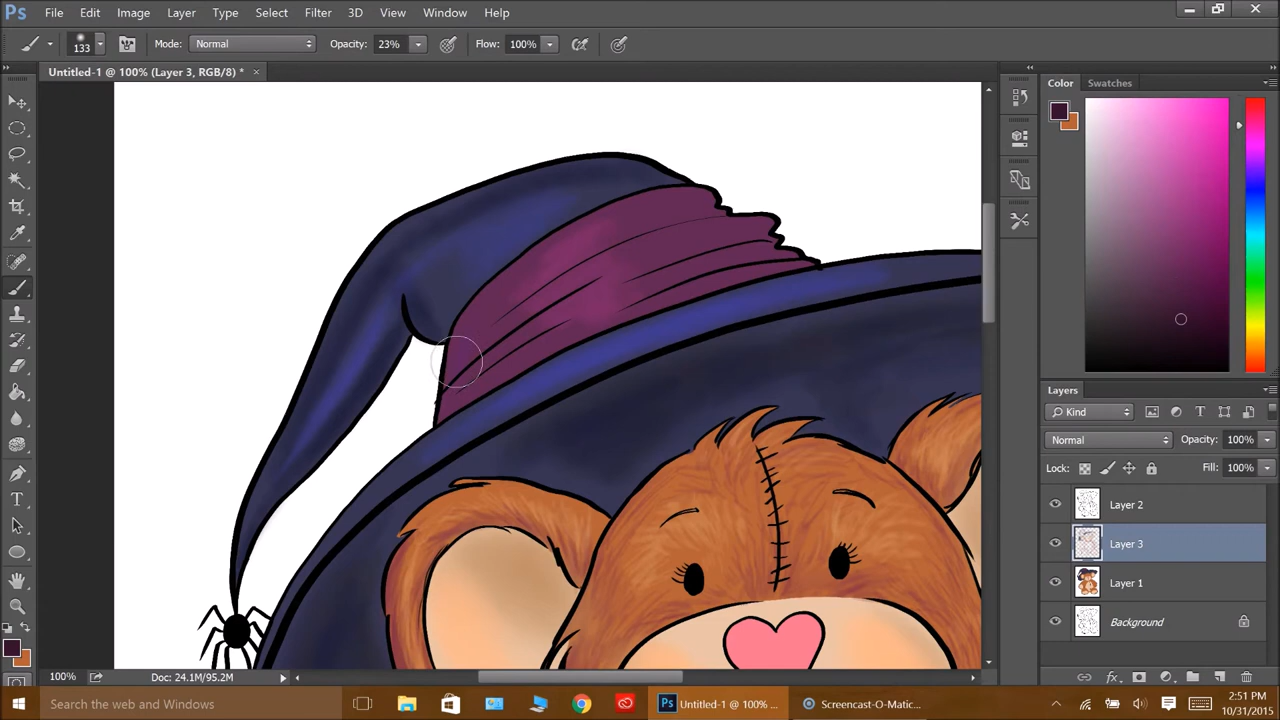 Ps File Edit Image Layer Type Select Filter 3D View Window Help
133 Mode: Normal Opacity: 23% Flow: 100%
Untitled-1 @ 100% (Layer 3, RGB/8) * ×
Color Swatches
Layers
Kind
Normal Opacity: 100%
Lock: Fill: 100%
Layer 2
Layer 3
Layer 1
Background
100% Doc: 24.1M/95.2M
Search the web and Windows
Ps Untitled-1 @ 100% ...
Screencast-O-Matic...
2:51 PM
10/31/2015